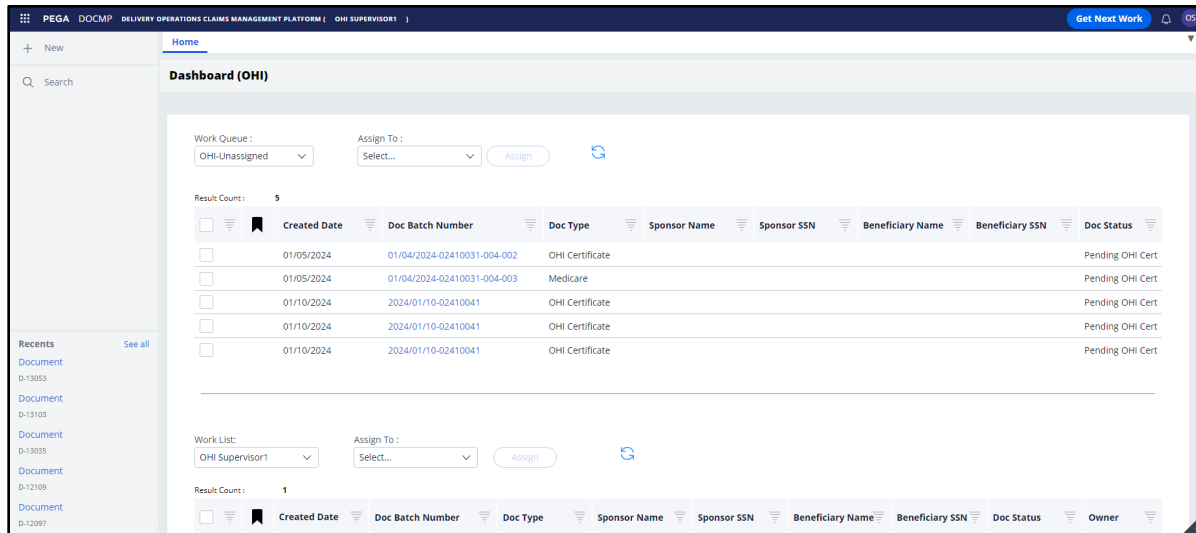 PEGA DOCMP DELIVERY OPERATIONS CLAIMS MANAGEMENT PLATFORM ( OHI SUPERVISOR1 ) Get Next Work OS
New
Search
Home
Dashboard (OHI)
Work Queue : Assign To :
OHI-Unassigned Select... Assign
Result Count : 5
Created Date Doc Batch Number Doc Type Sponsor Name Sponsor SSN Beneficiary Name Beneficiary SSN Doc Status
01/05/2024 01/04/2024-02410031-004-002 OHI Certificate Pending OHI Cert
01/05/2024 01/04/2024-02410031-004-003 Medicare Pending OHI Cert
01/10/2024 2024/01/10-02410041 OHI Certificate Pending OHI Cert
01/10/2024 2024/01/10-02410041 OHI Certificate Pending OHI Cert
01/10/2024 2024/01/10-02410041 OHI Certificate Pending OHI Cert
Recents See all
Document
D-13053
Document
D-13103
Document
D-13035
Document
D-12109
Document
D-12097
Work List: Assign To :
OHI Supervisor1 Select... Assign
Result Count : 1
Created Date Doc Batch Number Doc Type Sponsor Name Sponsor SSN Beneficiary Name Beneficiary SSN Doc Status Owner